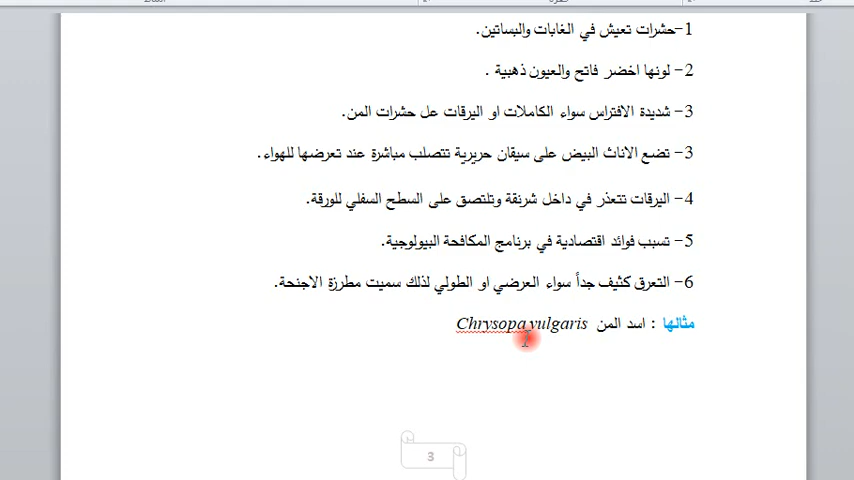 1-حشرات تعيش في الغابات والبساتين.
2- لونها اخضر فاتح والعيون ذهبية .
3- شديدة الافتراس سواء الكاملات او اليرقات عل حشرات المن.
3- تضع الاناث البيض على سيقان حريرية تتصلب مباشرة عند تعرضها للهواء.
4- اليرقات تتعذر في داخل شرنقة وتلتصق على السطح السفلي للورقة.
5- تسبب فوائد اقتصادية في برنامج المكافحة البيولوجية.
6- التعرق كثيف جدأ سواء العرضي او الطولي لذلك سميت مطرزة الاجنحة.
مثالها : اسد المن Chrysopa vulgaris
3